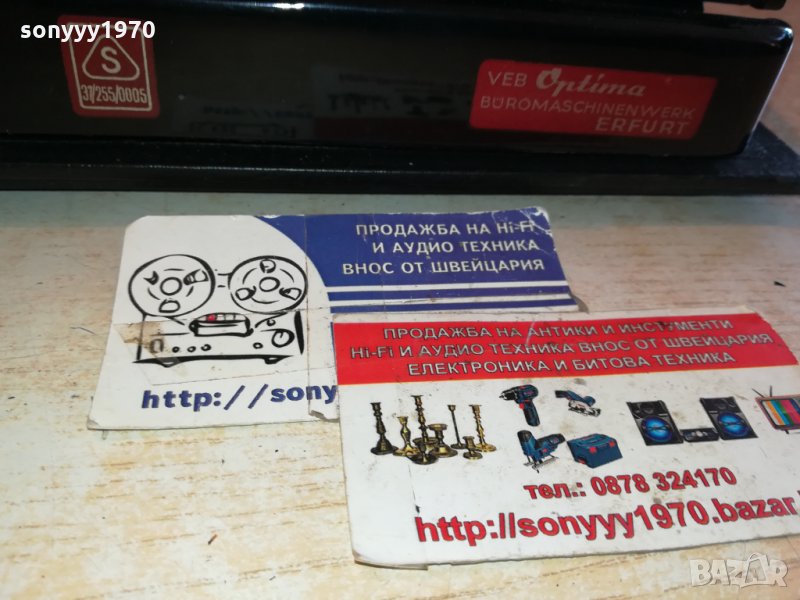 sonyyy1970
sonyyy1970
S
37/255/0005
VEB Optima
BÜROMASCHINENWERK
ERFURT
ПРОДАЖБА НА Hi-Fi
И АУДИО ТЕХНИКА
ВНОС ОТ ШВЕЙЦАРИЯ
http://sony
ПРОДАЖБА НА АНТИКИ И ИНСТРУМЕНТИ
Hi-Fi И АУДИО ТЕХНИКА ВНОС ОТ ШВЕЙЦАРИЯ
ЕЛЕКТРОНИКА И БИТОВА ТЕХНИКА
тел.: 0878 324170
http://sonyyy1970.bazar.
BAZAR